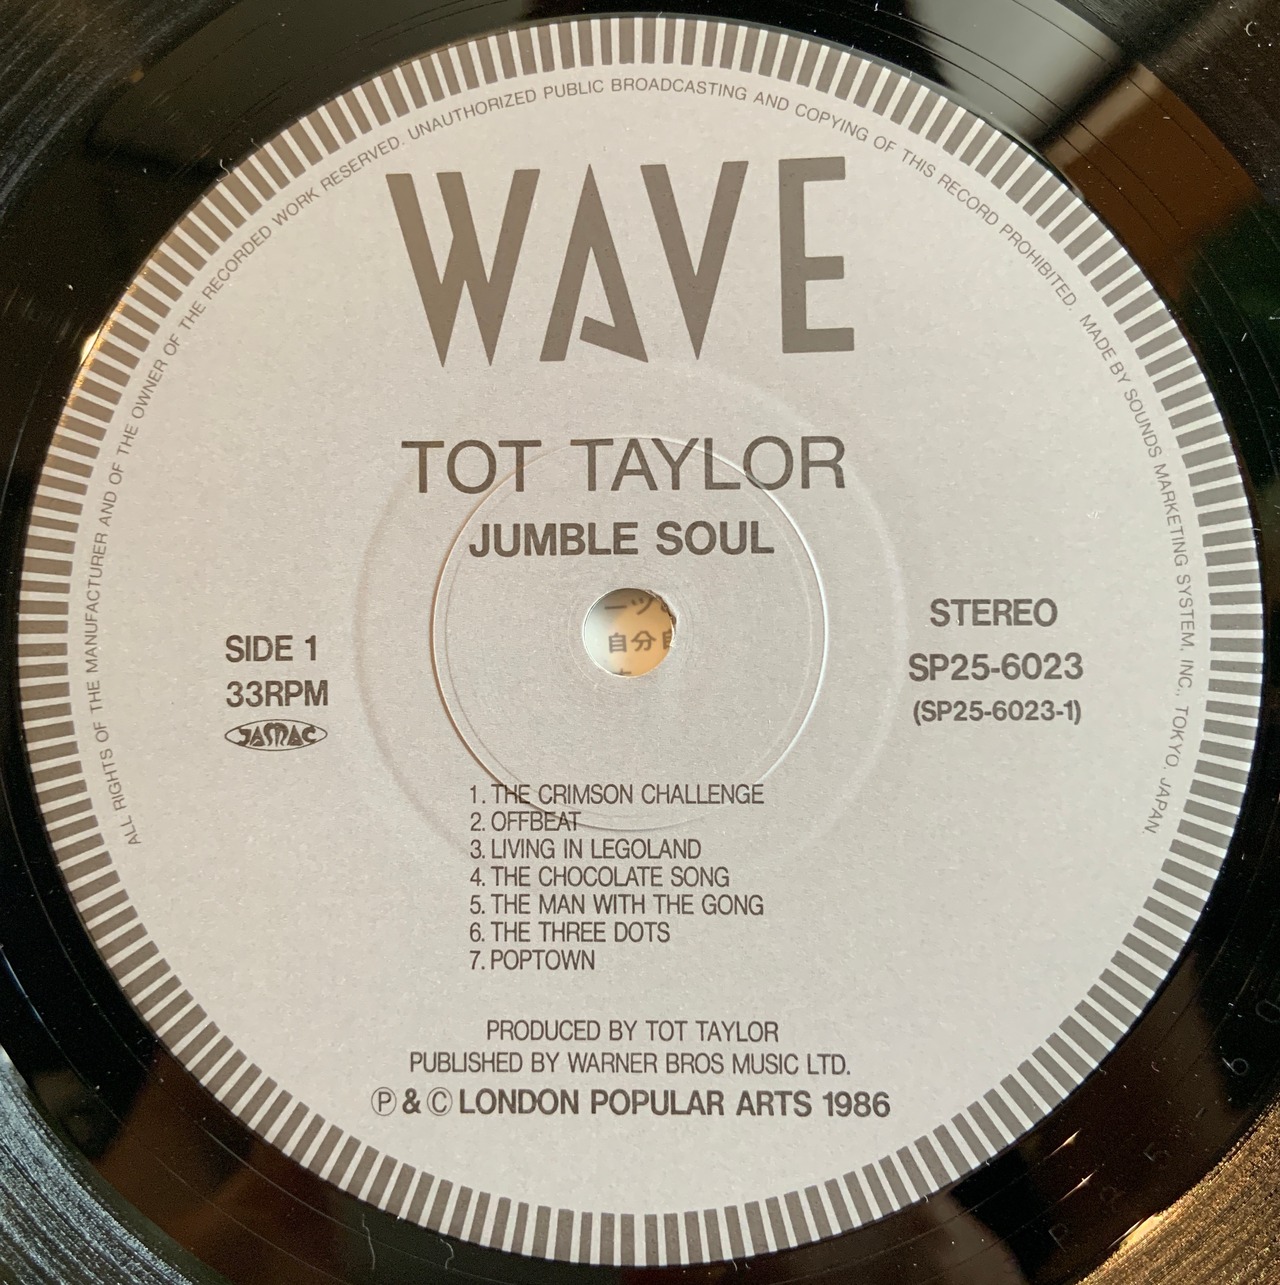 ALL RIGHTS OF THE MANUFACTURER AND OF THE OWNER OF THE RECORDED WORK RESERVED. UNAUTHORIZED PUBLIC BROADCASTING AND COPYING OF THIS RECORD PROHIBITED. MADE BY SOUNDS MARKETING SYSTEM, INC., TOKYO, JAPAN
WAVE
TOT TAYLOR
JUMBLE SOUL
SIDE 1
33RPM
JASRAC
STEREO
SP25-6023
(SP25-6023-1)
自分
1. THE CRIMSON CHALLENGE
2. OFFBEAT
3. LIVING IN LEGOLAND
4. THE CHOCOLATE SONG
5. THE MAN WITH THE GONG
6. THE THREE DOTS
7. POPTOWN
PRODUCED BY TOT TAYLOR
PUBLISHED BY WARNER BROS MUSIC LTD.
Ⓟ & Ⓒ LONDON POPULAR ARTS 1986